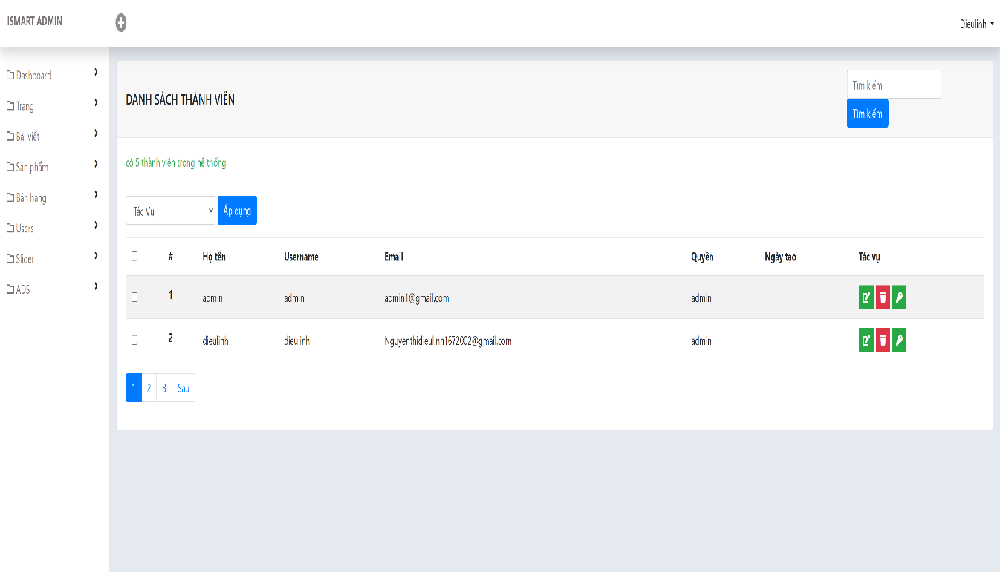 ISMART ADMIN
Dieulinh
Dashboard
Trang
Bài viết
Sản phẩm
Bán hàng
Users
Slider
ADS
DANH SÁCH THÀNH VIÊN
Tìm kiếm
Tìm kiếm
có 5 thành viên trong hệ thống
Tác Vụ Áp dụng
# Họ tên Username Email Quyền Ngày tạo Tác vụ
1 admin admin admin1@gmail.com admin
2 dieulinh dieulinh Nguyenthidieulinh1672002@gmail.com admin
1 2 3 Sau